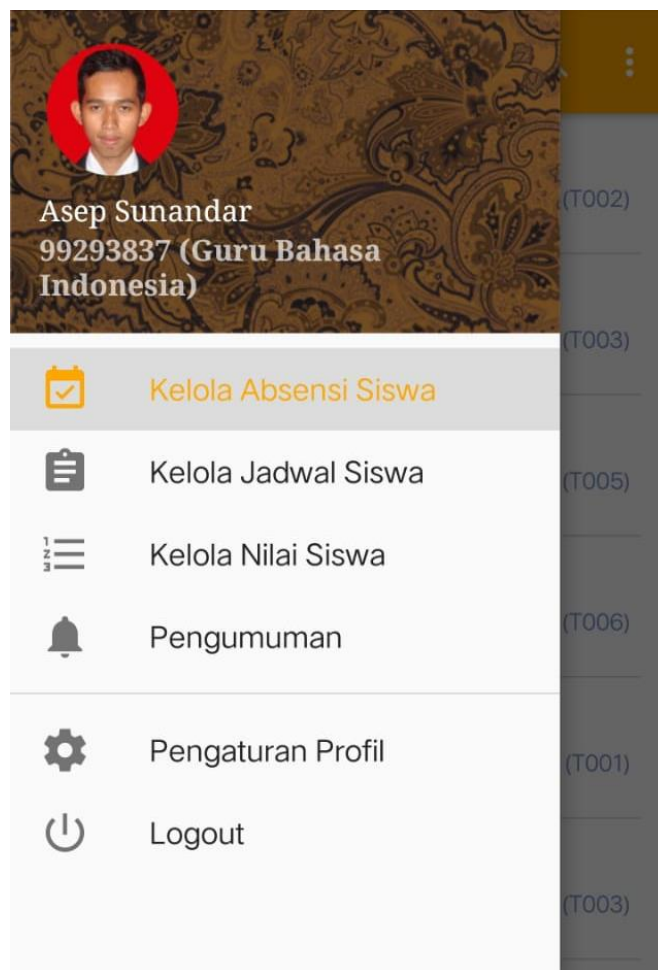 Asep Sunandar
99293837 (Guru Bahasa
Indonesia)
(T002)
(T003)
Kelola Absensi Siswa
Kelola Jadwal Siswa
(T005)
Kelola Nilai Siswa
(T006)
Pengumuman
Pengaturan Profil
(T001)
Logout
(T003)